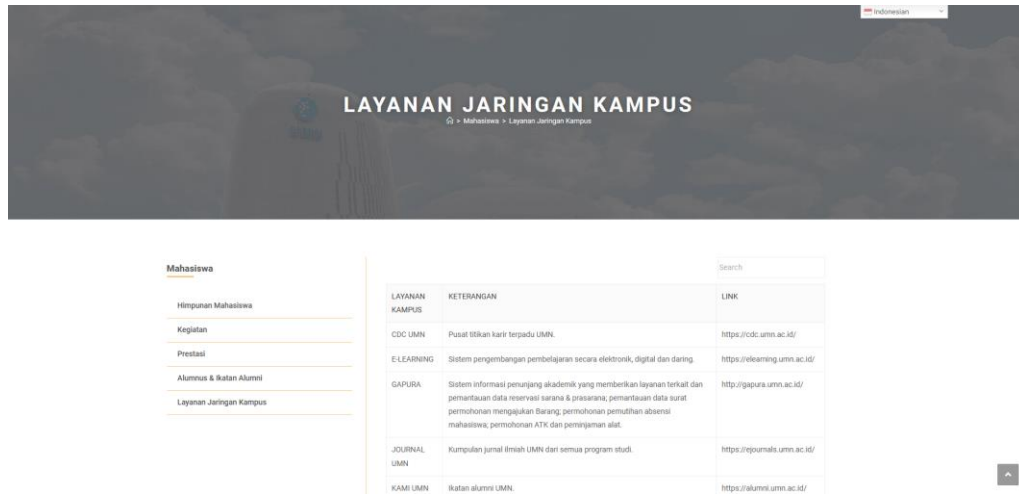 Indonesian
LAYANAN JARINGAN KAMPUS
> Mahasiswa > Layanan Jaringan Kampus
Mahasiswa
Himpunan Mahasiswa
Kegiatan
Prestasi
Alumnus & Ikatan Alumni
Layanan Jaringan Kampus
Search
LAYANAN KETERANGAN LINK
KAMPUS
CDC UMN Pusat titikan karir terpadu UMN. https://cdc.umn.ac.id/
E-LEARNING Sistem pengembangan pembelajaran secara elektronik, digital dan daring. https://elearning.umn.ac.id/
GAPURA Sistem informasi penunjang akademik yang memberikan layanan terkait dan http://gapura.umn.ac.id/
pemantauan data reservasi sarana & prasarana; pemantauan data surat
permohonan mengajukan Barang; permohonan pemutihan absensi
mahasiswa; permohonan ATK dan peminjaman alat.
JOURNAL Kumpulan jurnal ilmiah UMN dari semua program studi. https://ejournals.umn.ac.id/
UMN
KAMI UMN Ikatan alumni UMN. https://alumni.umn.ac.id/